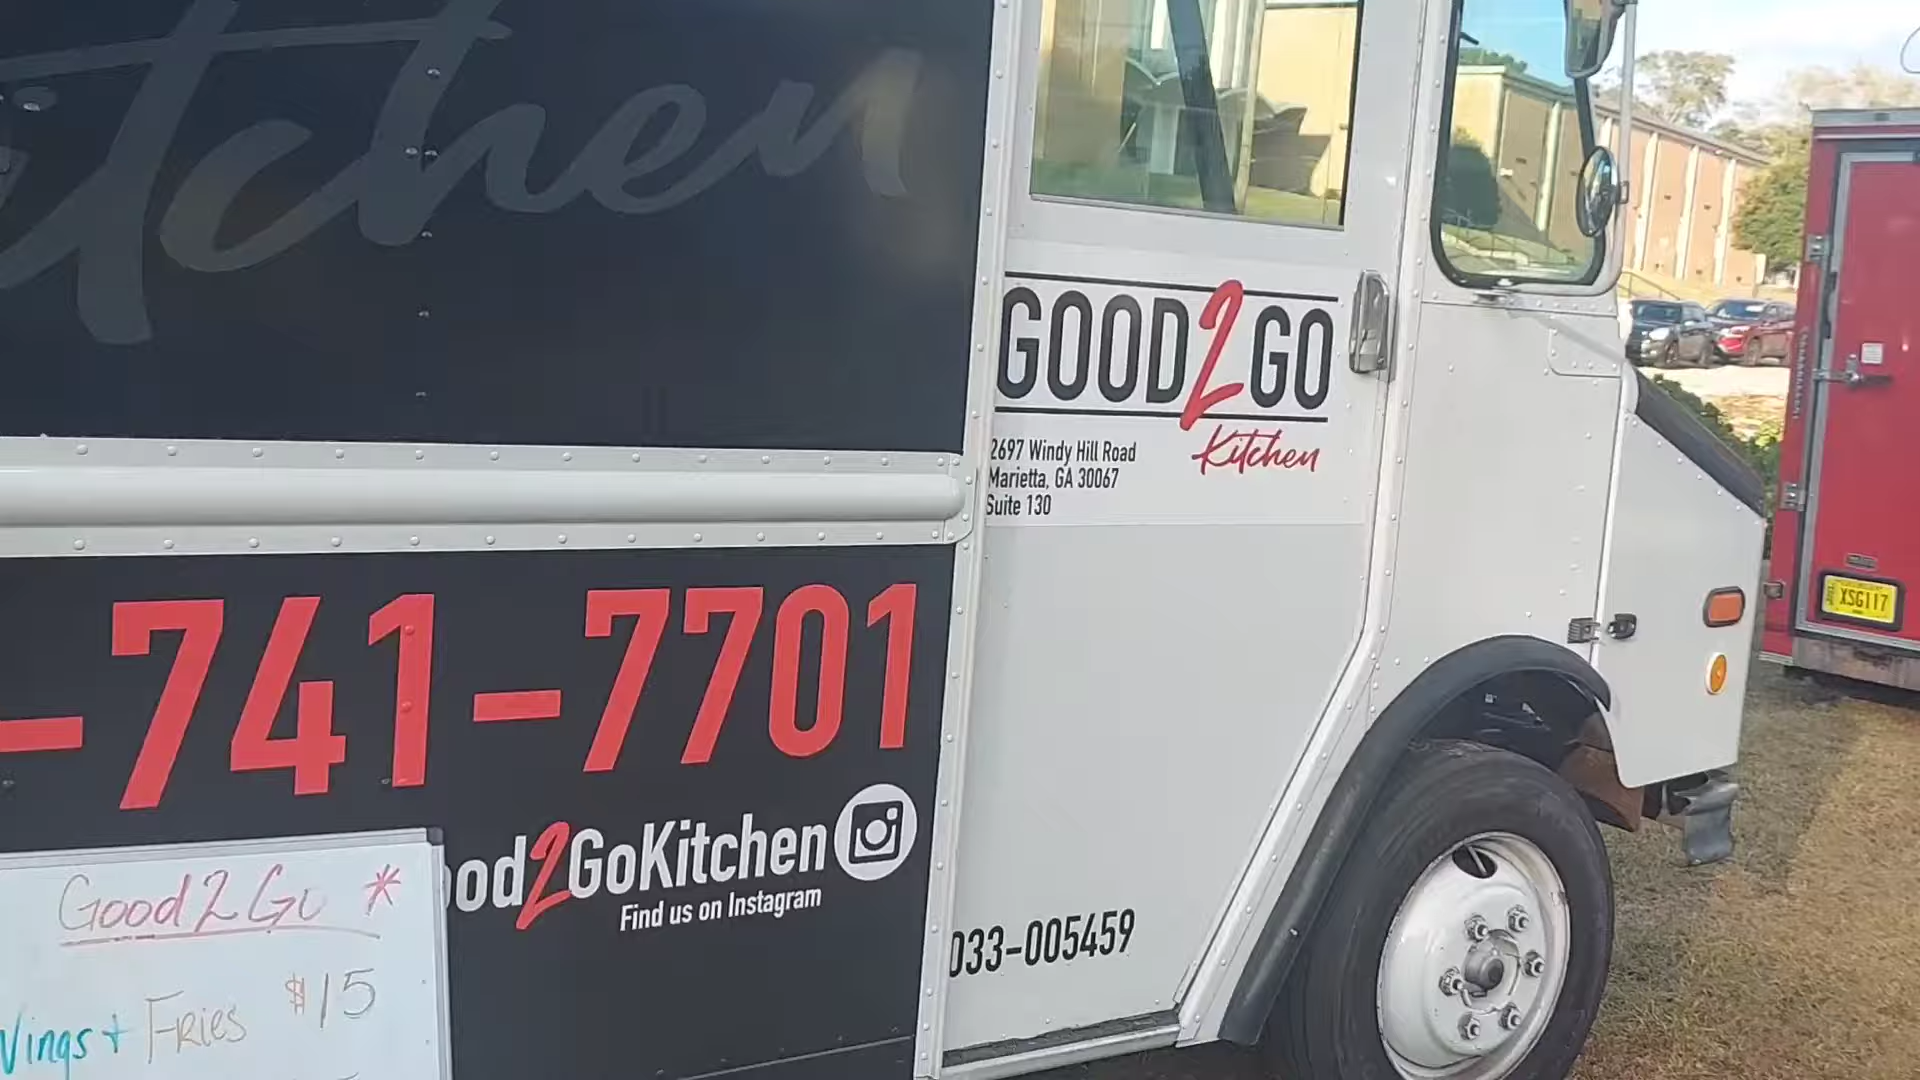 itchen
GOOD2GO
Kitchen
2697 Windy Hill Road
Marietta, GA 30067
Suite 130
-741-7701
ood2GoKitchen
Find us on Instagram
033-005459
Good2Go *
Wings + Fries $15
XSG117